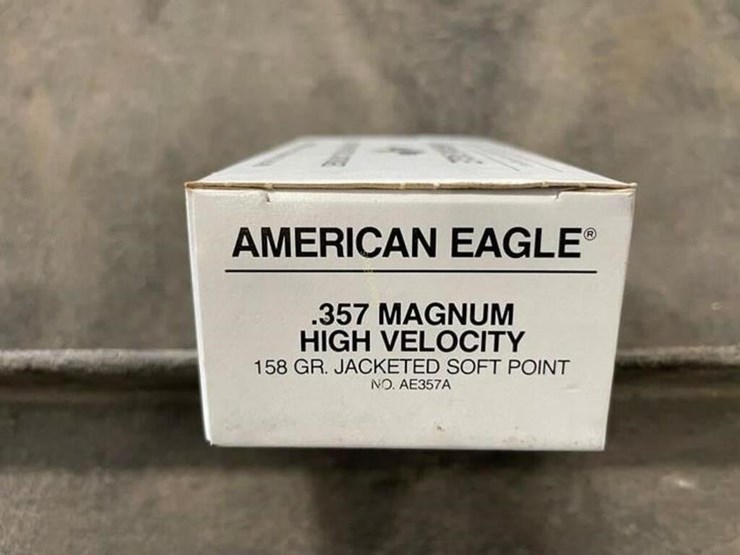 AMERICAN EAGLE®
.357 MAGNUM
HIGH VELOCITY
158 GR. JACKETED SOFT POINT
NO. AE357A